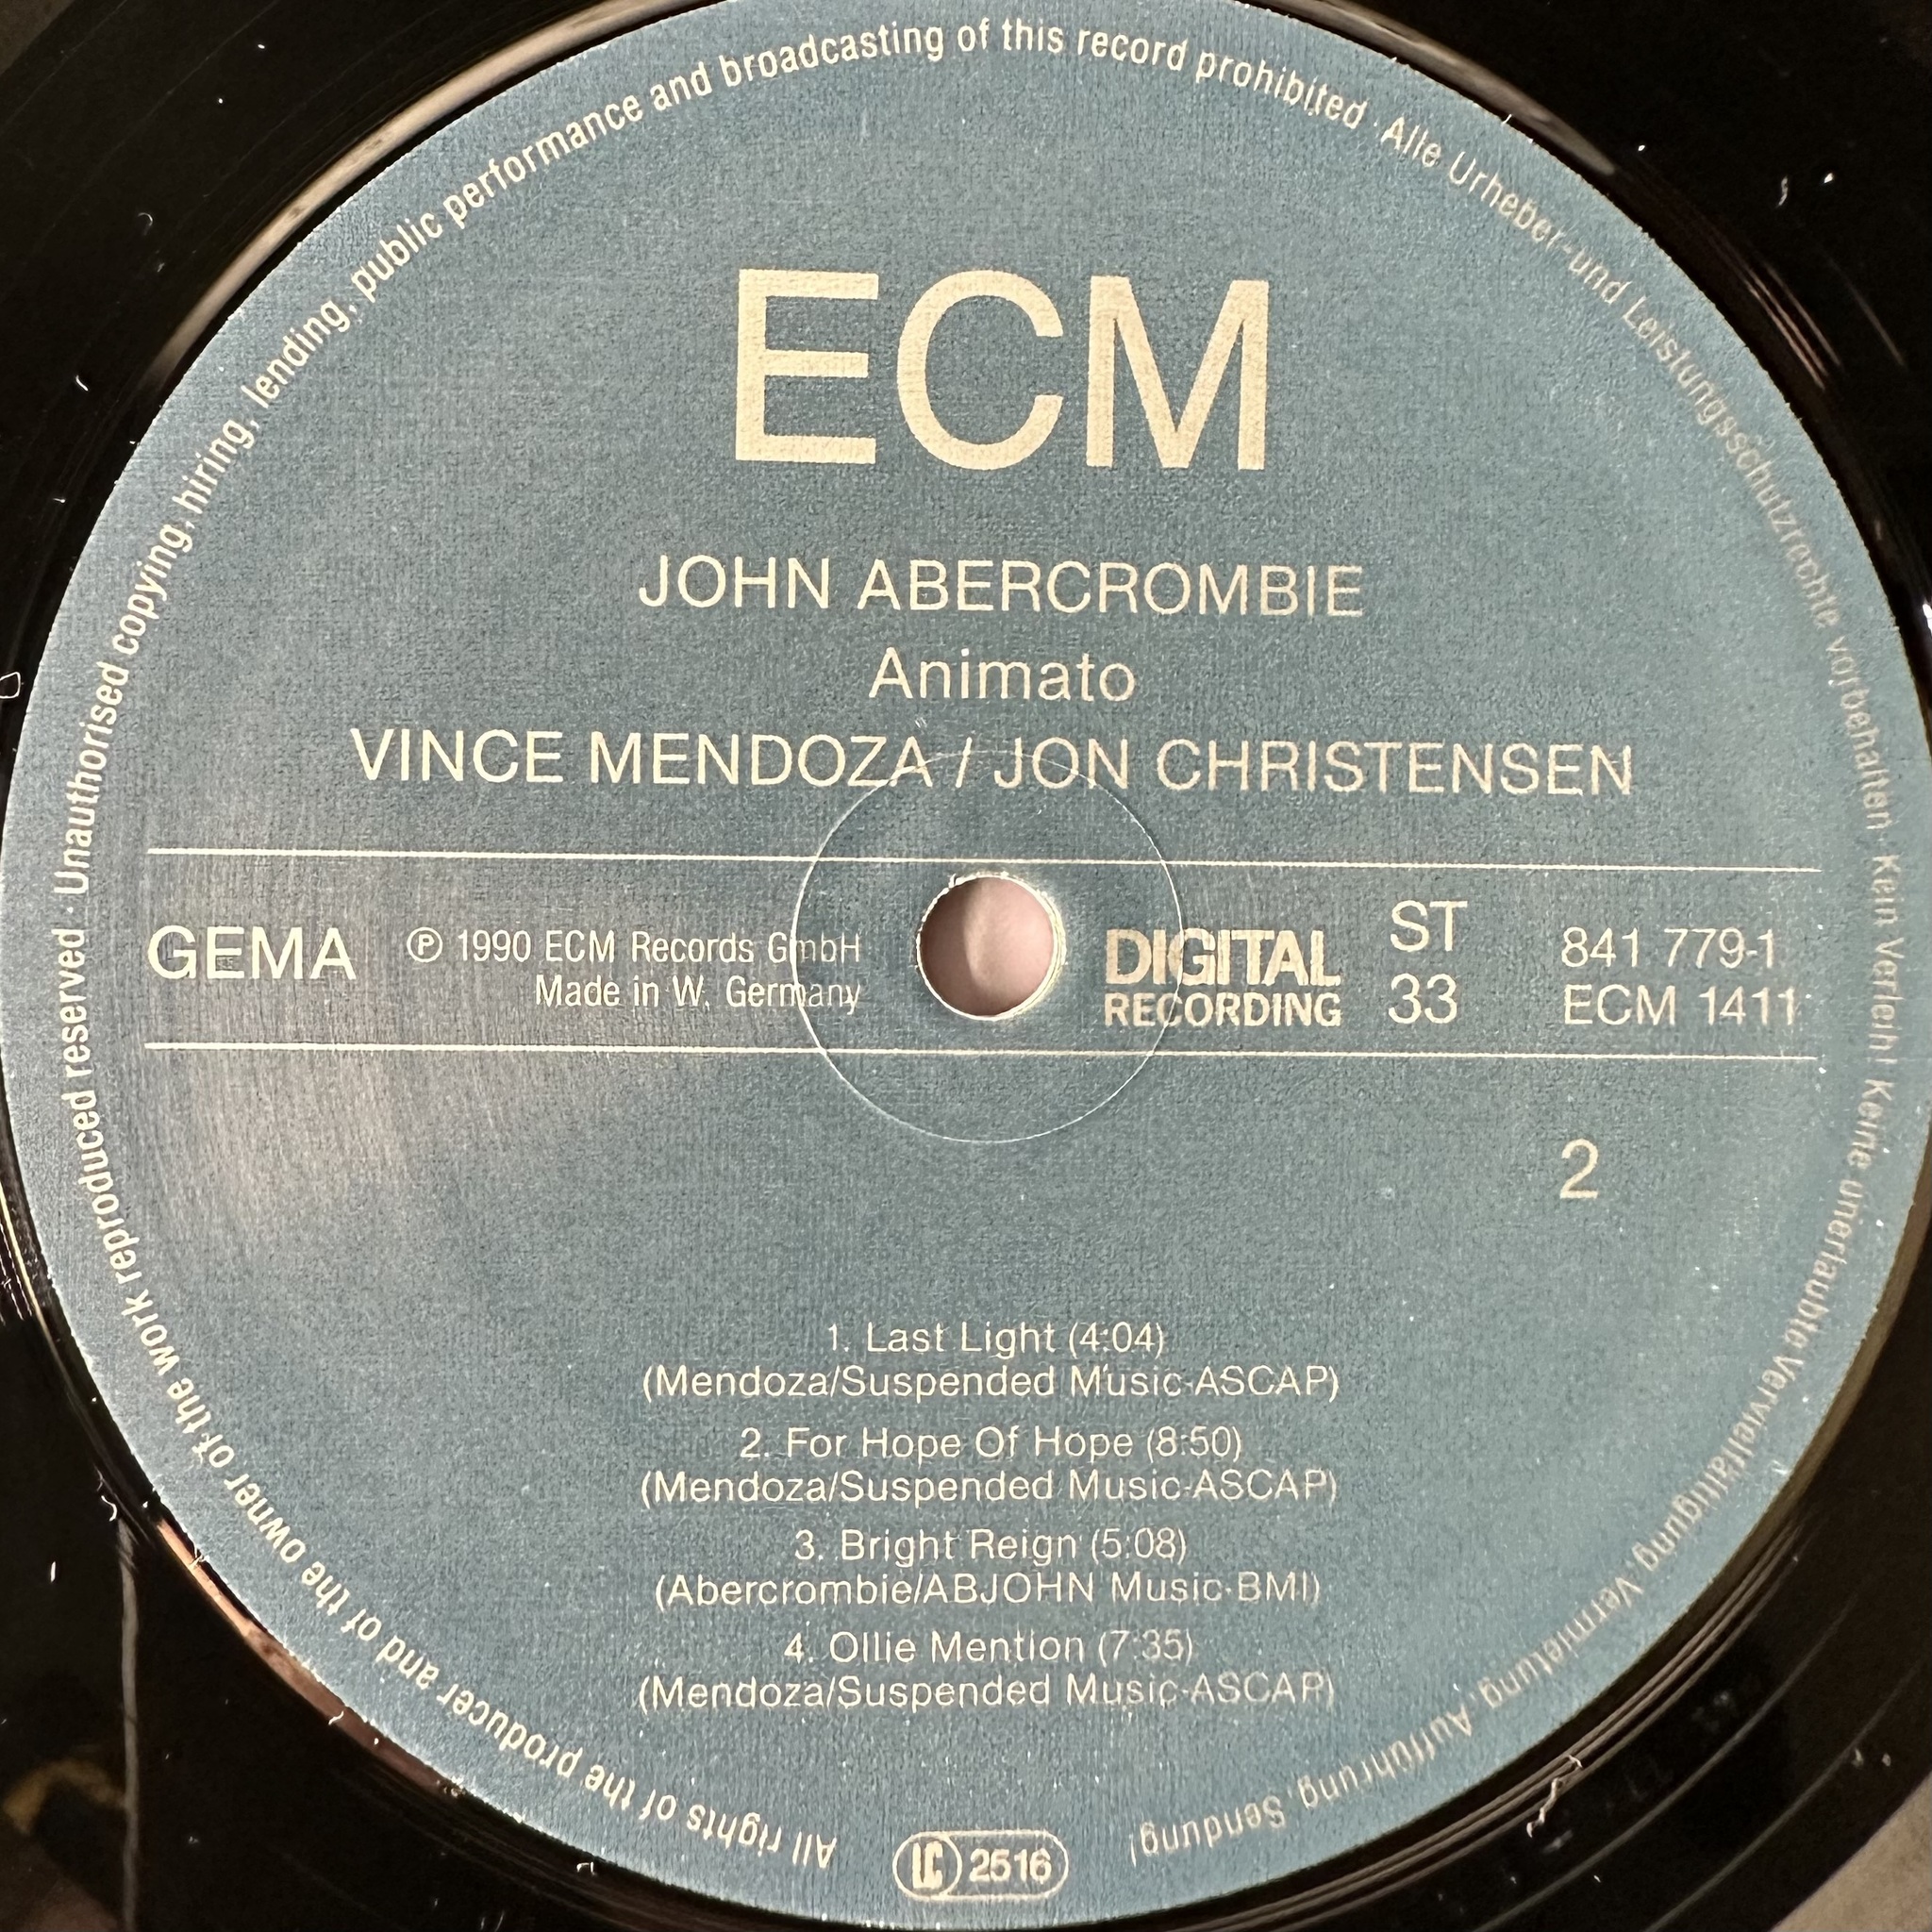 All rights of the producer and of the owner of the work reproduced reserved · Unauthorised copying, hiring, lending, public performance and broadcasting of this record prohibited · Alle Urheber- und Leistungsschutzrechte vorbehalten · Kein Verleih! Keine unerlaubte Vervielfältigung, Vermietung, Aufführung, Sendung!
ECM
JOHN ABERCROMBIE
Animato
VINCE MENDOZA / JON CHRISTENSEN
GEMA
℗ 1990 ECM Records GmbH
Made in W. Germany
DIGITAL
RECORDING
ST
33
841 779-1
ECM 1411
2
1. Last Light (4:04)
(Mendoza/Suspended Music-ASCAP)
2. For Hope Of Hope (8:50)
(Mendoza/Suspended Music-ASCAP)
3. Bright Reign (5:08)
(Abercrombie/ABJOHN Music-BMI)
4. Ollie Mention (7:35)
(Mendoza/Suspended Music-ASCAP)
LC 2516